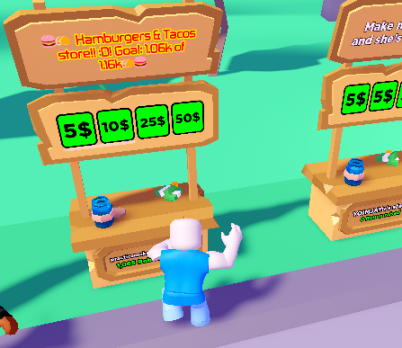 🍔🌮 Hamburgers & Tacos
store!! :D! Goal: 1.06k of
1.16k🌮🍔
5$ 10$ 25$ 50$
Make
and she's
5$ 5$